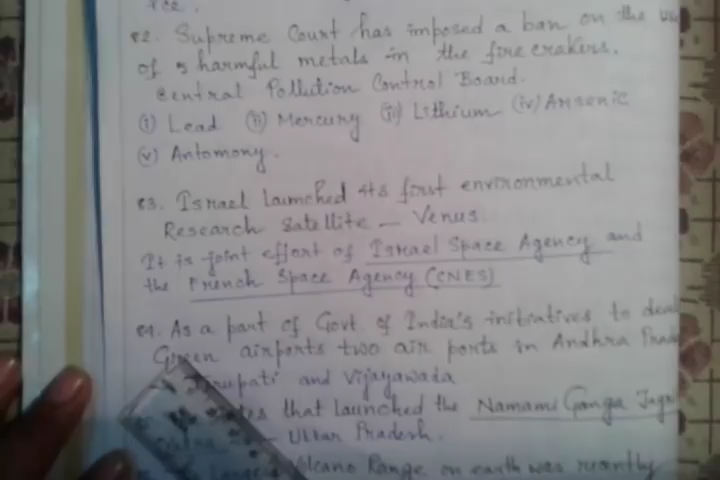 82. Supreme Court has imposed a ban on the
of 5 harmful metals in the firecrakers.
Central Pollution Control Board.
(i) Lead (ii) Mercury (iii) Lithium (iv) Arsenic
(v) Antomony.
83. Israel launched its first environmental
Research Satellite – Venus.
It is joint effort of Israel Space Agency and
the French Space Agency (CNES)
84. As a part of Govt. of India's initiatives to
Green airports two air ports in Andhra
Tirupati and Vijayawada
that launched the Namami Ganga
– Uttar Pradesh.
Volcano Range on earth was recently